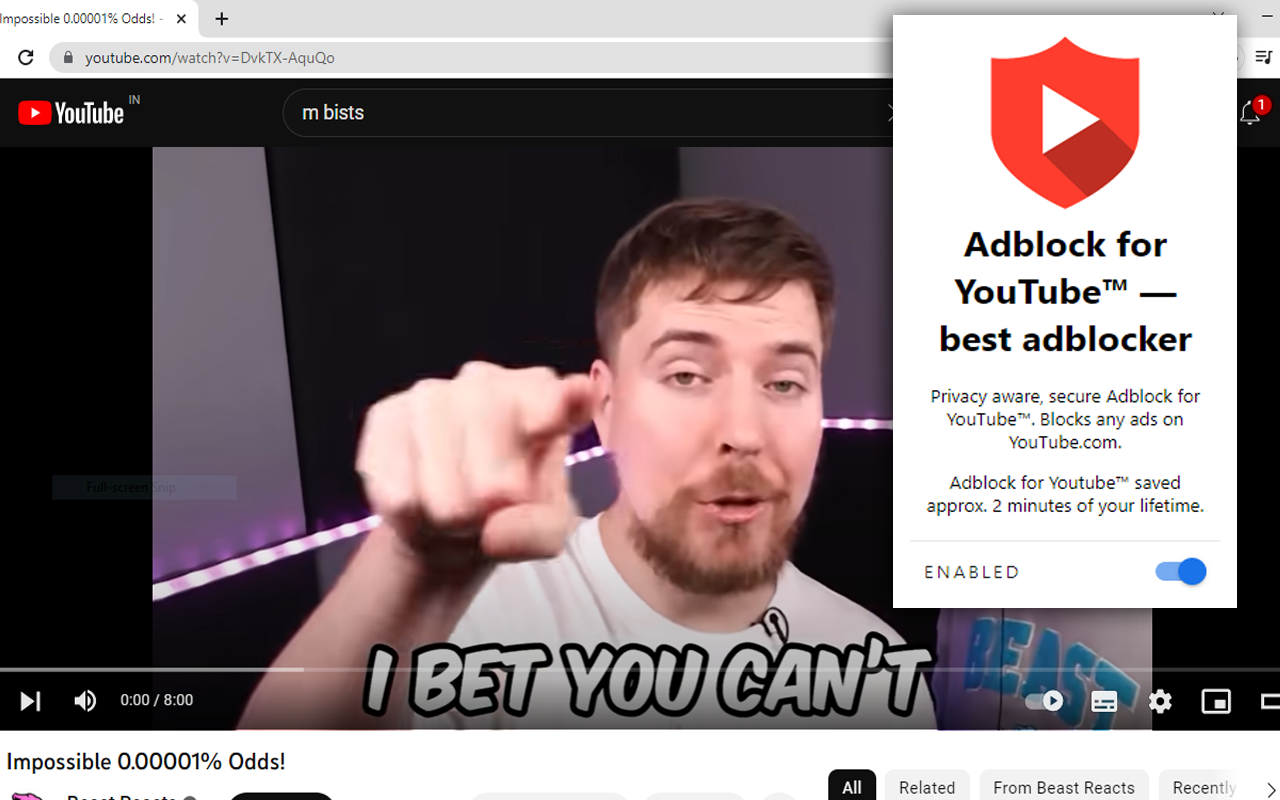 Impossible 0.00001% Odds! -
youtube.com/watch?v=DvkTX-AquQo
YouTube IN
m bists
1
Adblock for
YouTube™ —
best adblocker
Privacy aware, secure Adblock for
YouTube™. Blocks any ads on
YouTube.com.
Adblock for Youtube™ saved
approx. 2 minutes of your lifetime.
ENABLED
Full-screen Snip
BEAST
I BET YOU CAN'T
0:00 / 8:00
Impossible 0.00001% Odds!
Beast Reacts
All
Related
From Beast Reacts
Recently